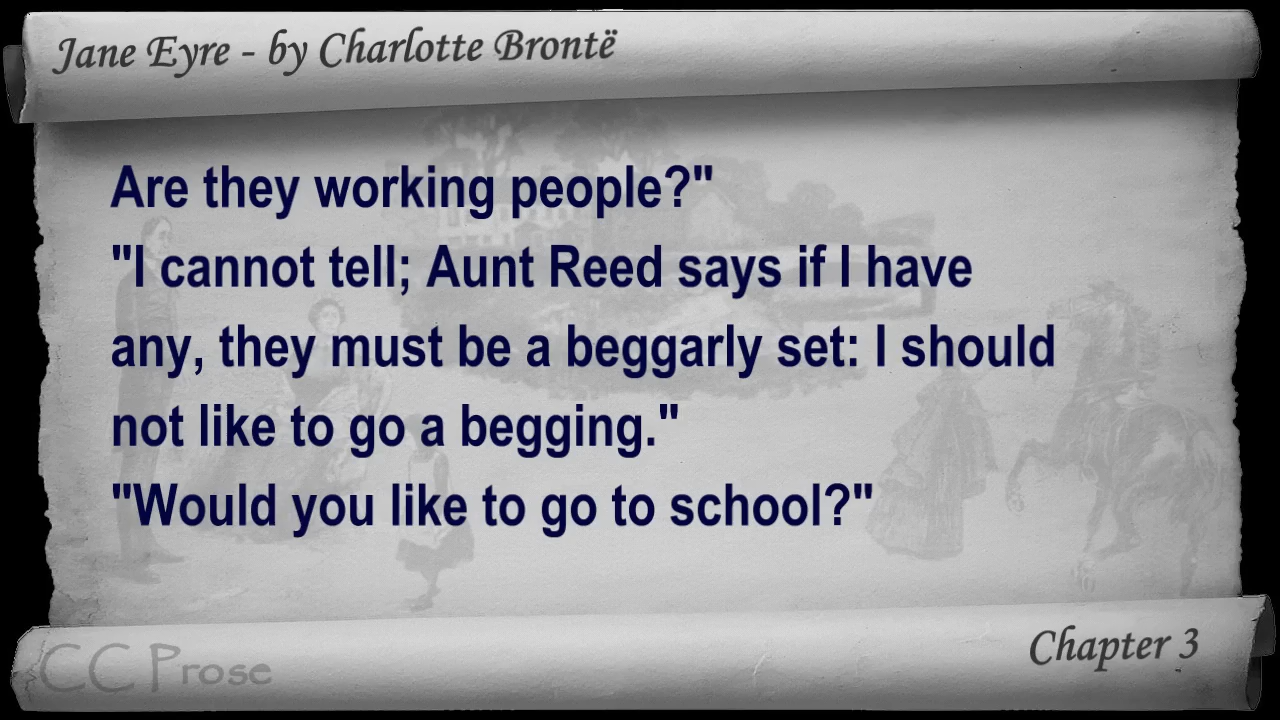 Jane Eyre - by Charlotte Brontë
Are they working people?"
"I cannot tell; Aunt Reed says if I have
any, they must be a beggarly set: I should
not like to go a begging."
"Would you like to go to school?"
Chapter 3
CC Prose